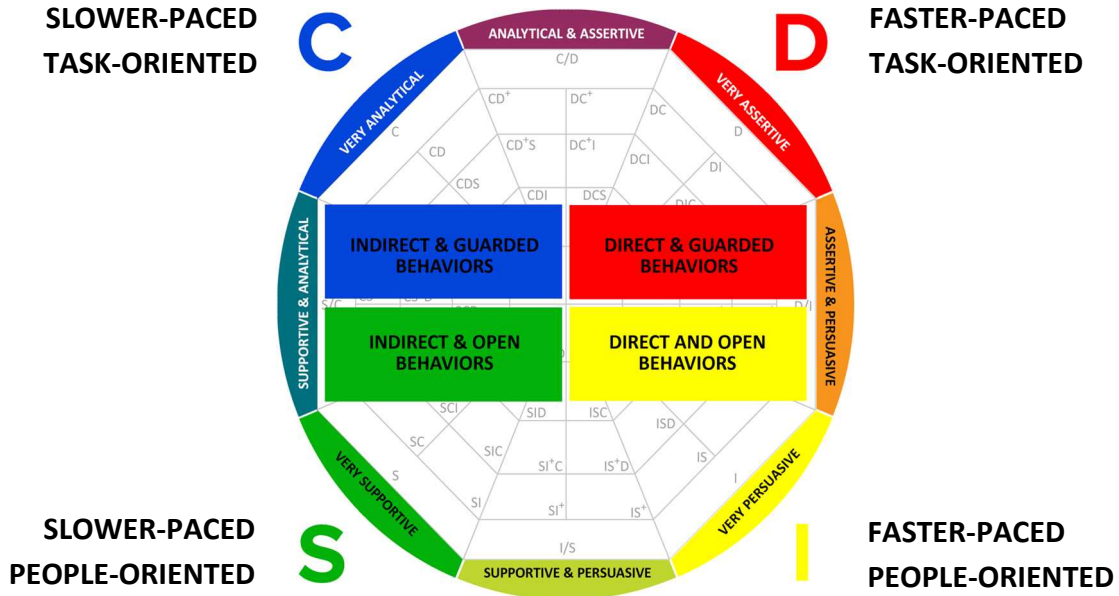 SLOWER-PACED
TASK-ORIENTED
C
ANALYTICAL & ASSERTIVE
D
FASTER-PACED
TASK-ORIENTED
VERY ANALYTICAL
VERY ASSERTIVE
C/D
CD+
DC+
DC
C
D
CD
CD+S
DC+I
DCI
DI
CDS
CDI
DCS
DIC
SUPPORTIVE & ANALYTICAL
INDIRECT & GUARDED
BEHAVIORS
DIRECT & GUARDED
BEHAVIORS
ASSERTIVE & PERSUASIVE
S/C
D/I
INDIRECT & OPEN
BEHAVIORS
DIRECT AND OPEN
BEHAVIORS
SCI
SID
ISC
ISD
SC
SIC
IS
S
SI+C
IS+D
I
SI
SI+
IS+
VERY SUPPORTIVE
VERY PERSUASIVE
I/S
SLOWER-PACED
PEOPLE-ORIENTED
S
SUPPORTIVE & PERSUASIVE
I
FASTER-PACED
PEOPLE-ORIENTED